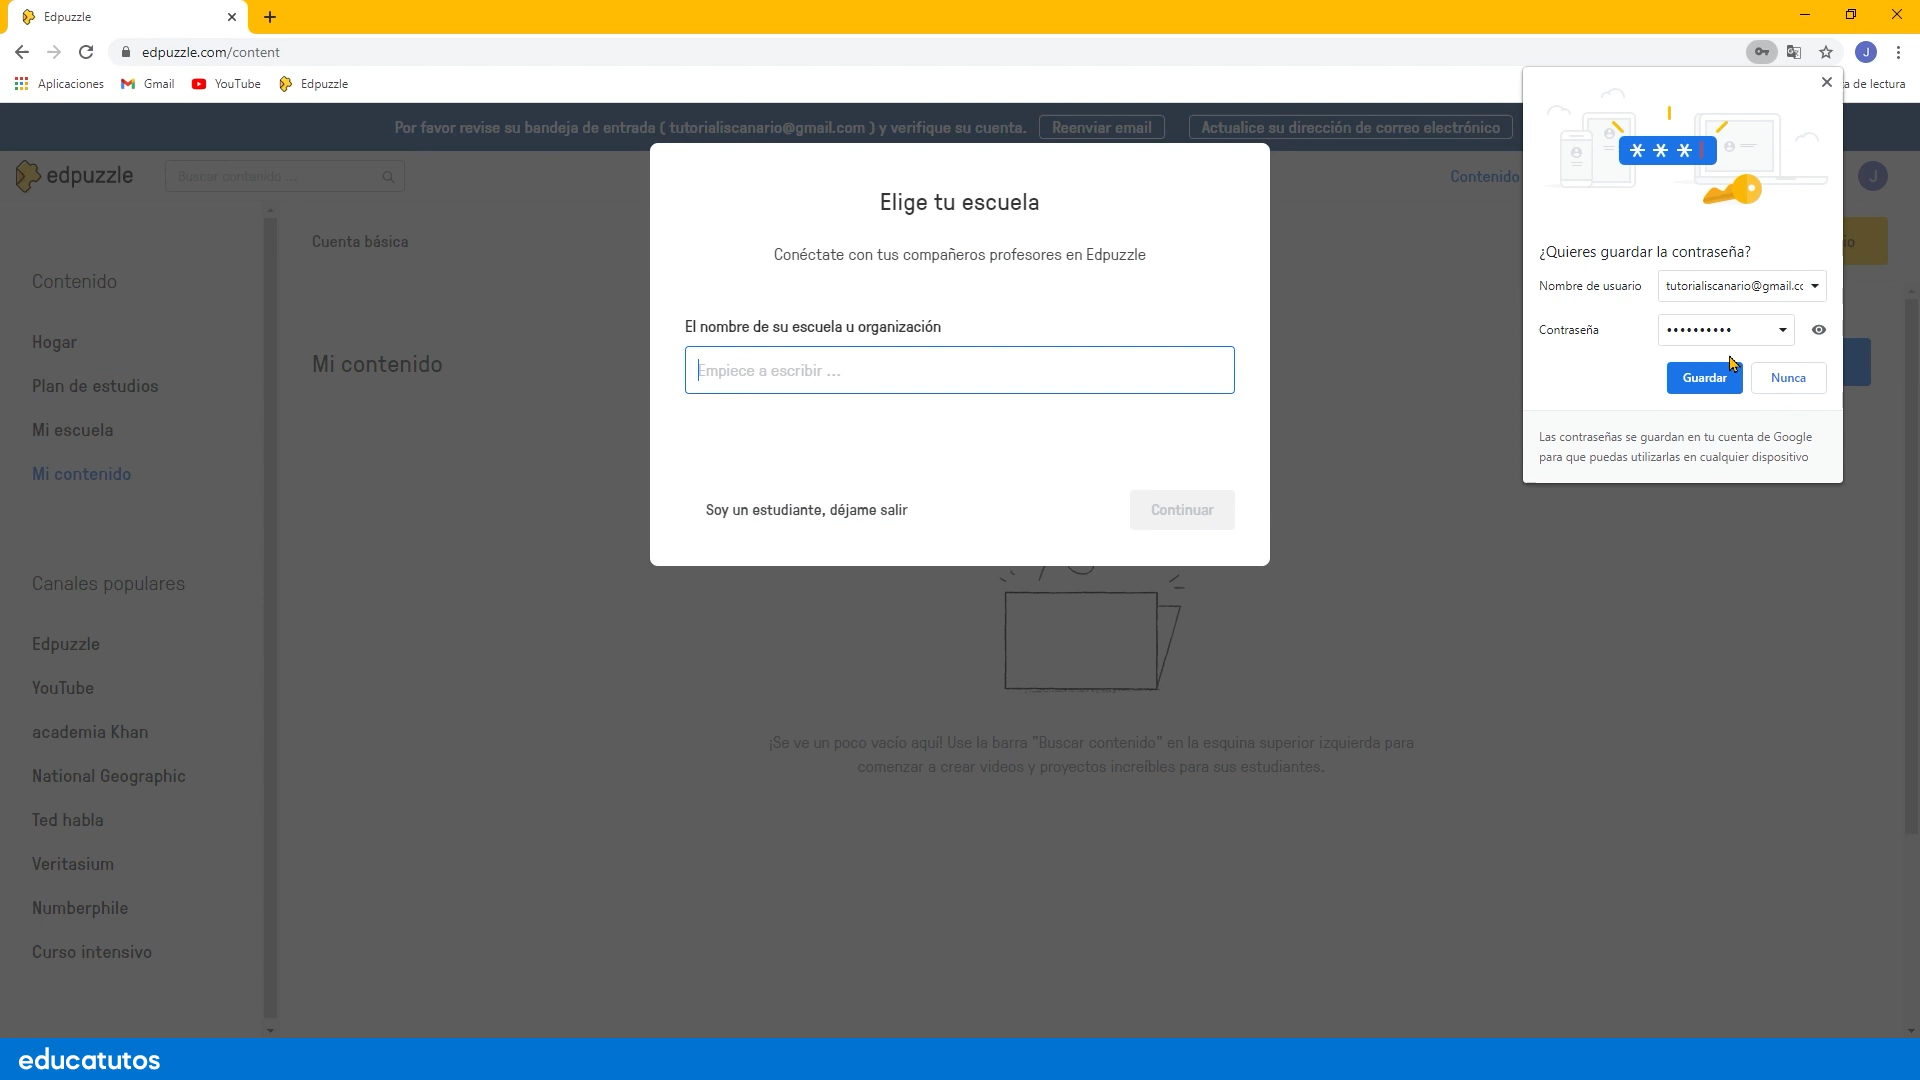 Edpuzzle
edpuzzle.com/content
Aplicaciones Gmail YouTube Edpuzzle
a de lectura
Por favor revise su bandeja de entrada ( tutorialiscanario@gmail.com ) y verifique su cuenta. Reenviar email Actualice su dirección de correo electrónico
edpuzzle
Buscar contenido ...
Contenido
J
J
Cuenta básica
Contenido
Hogar
Plan de estudios
Mi escuela
Mi contenido
Canales populares
Edpuzzle
YouTube
academia Khan
National Geographic
Ted habla
Veritasium
Numberphile
Curso intensivo
Mi contenido
Elige tu escuela
Conéctate con tus compañeros profesores en Edpuzzle
El nombre de su escuela u organización
Empiece a escribir ...
Soy un estudiante, déjame salir
Continuar
¡Se ve un poco vacío aquí! Use la barra "Buscar contenido" en la esquina superior izquierda para
comenzar a crear videos y proyectos increíbles para sus estudiantes.
* * *
¿Quieres guardar la contraseña?
Nombre de usuario tutorialiscanario@gmail.cc
Contraseña ••••••••••
Guardar Nunca
Las contraseñas se guardan en tu cuenta de Google
para que puedas utilizarlas en cualquier dispositivo
educatutos